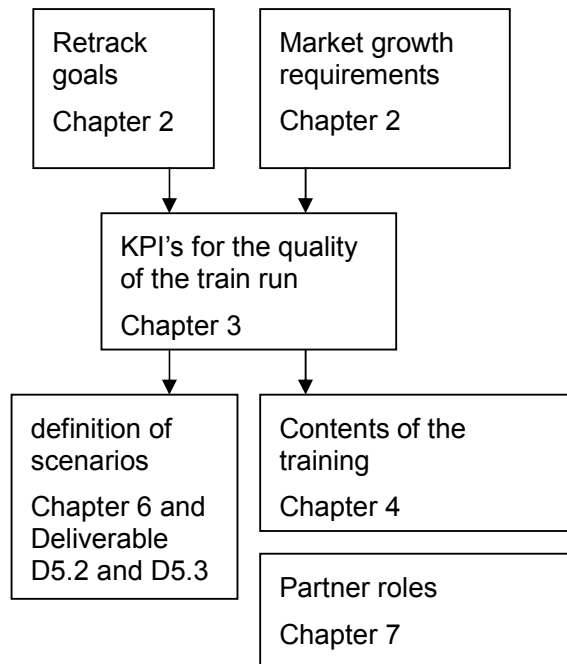 Retrack
goals
Chapter 2
Market growth
requirements
Chapter 2
KPI's for the quality
of the train run
Chapter 3
definition of
scenarios
Chapter 6 and
Deliverable
D5.2 and D5.3
Contents of the
training
Chapter 4
Partner roles
Chapter 7